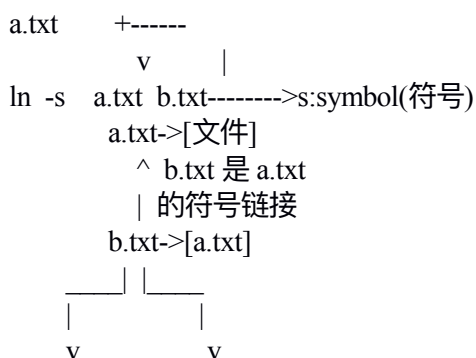 a.txt +------
v |
ln -s a.txt b.txt-------->s:symbol(符号)
a.txt->[文件]
^ b.txt 是 a.txt
| 的符号链接
b.txt->[a.txt]
____| |____
| |
v v